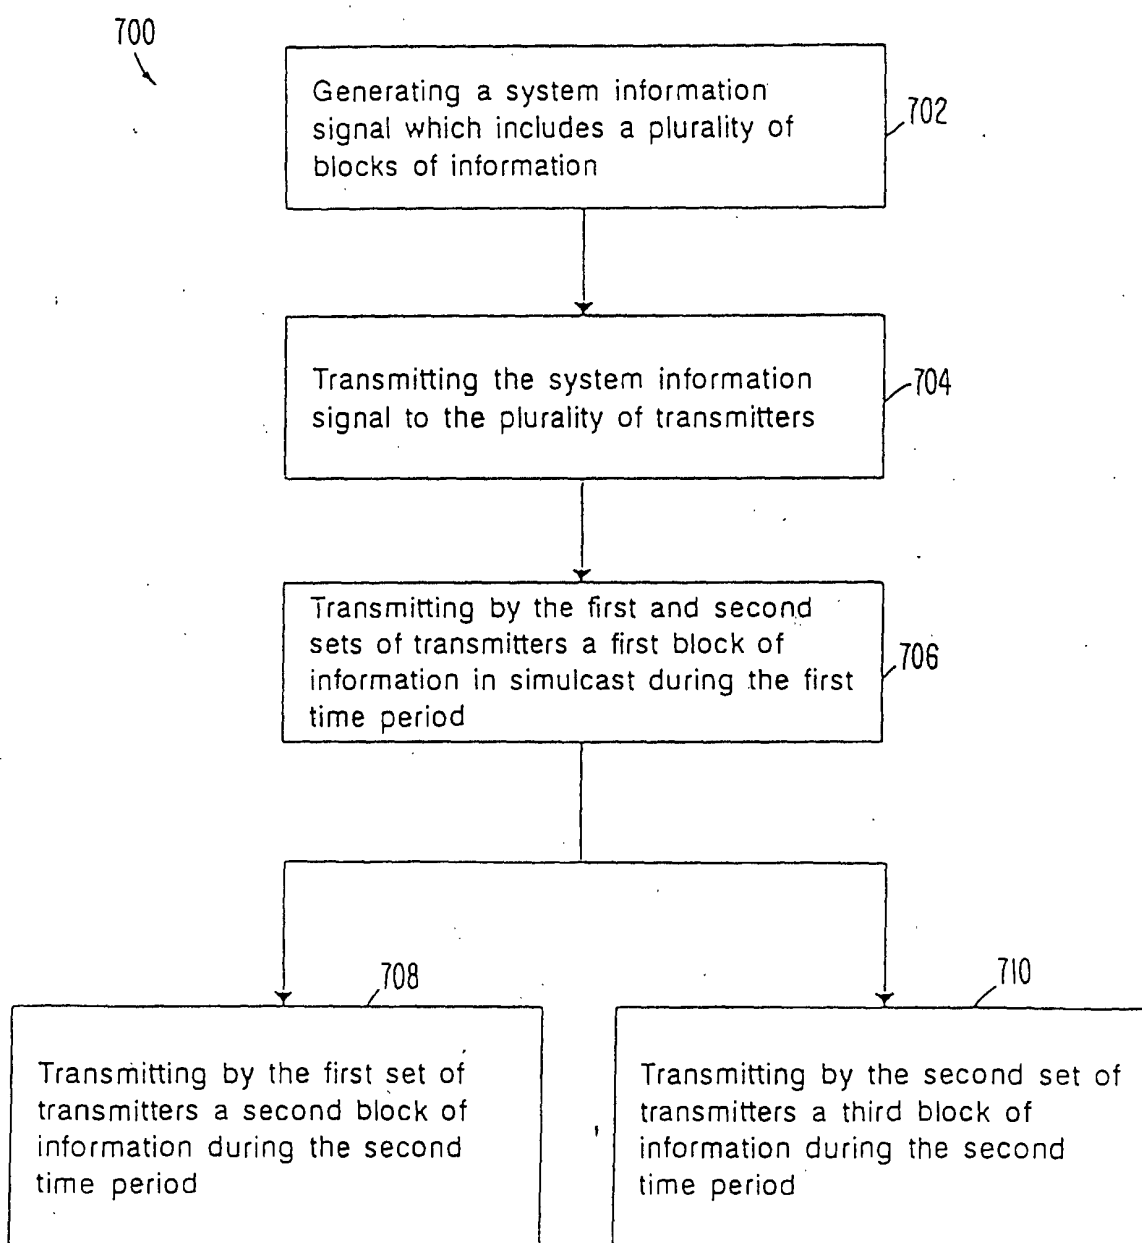 700
Generating a system information
signal which includes a plurality of
blocks of information
702
Transmitting the system information
signal to the plurality of transmitters
704
Transmitting by the first and second
sets of transmitters a first block of
information in simulcast during the first
time period
706
708
Transmitting by the first set of
transmitters a second block of
information during the second
time period
710
Transmitting by the second set of
transmitters a third block of
information during the second
time period